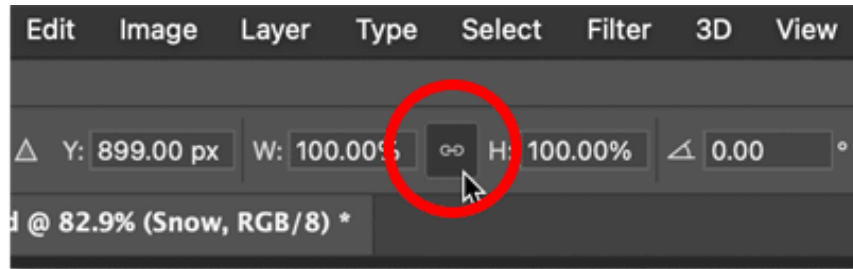 Edit Image Layer Type Select Filter 3D View
Y: 899.00 px W: 100.00% H: 100.00% 0.00 °
@ 82.9% (Snow, RGB/8) *